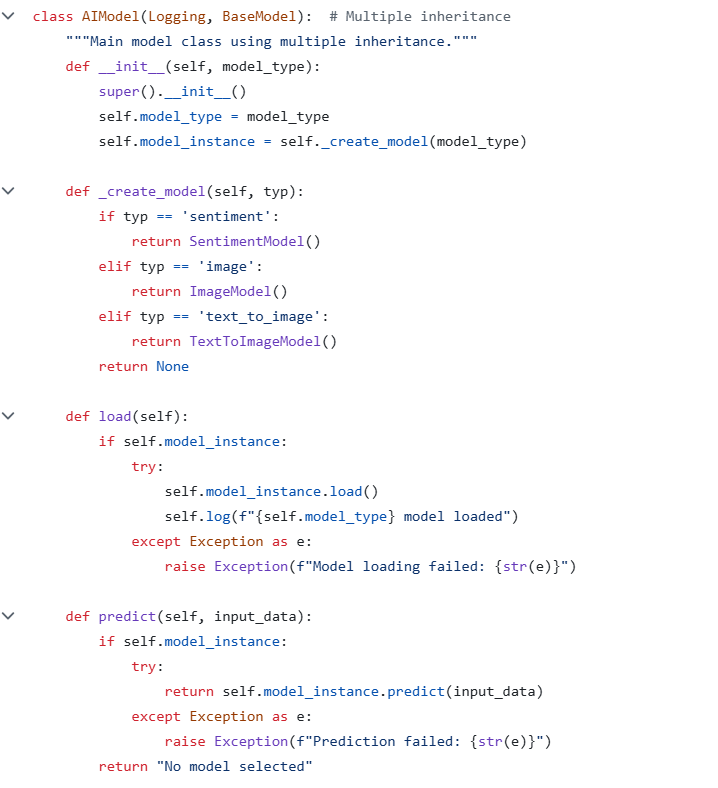 class AIModel(Logging, BaseModel):  # Multiple inheritance
    """Main model class using multiple inheritance."""
    def __init__(self, model_type):
        super().__init__()
        self.model_type = model_type
        self.model_instance = self._create_model(model_type)

    def _create_model(self, typ):
        if typ == 'sentiment':
            return SentimentModel()
        elif typ == 'image':
            return ImageModel()
        elif typ == 'text_to_image':
            return TextToImageModel()
        return None

    def load(self):
        if self.model_instance:
            try:
                self.model_instance.load()
                self.log(f"{self.model_type} model loaded")
            except Exception as e:
                raise Exception(f"Model loading failed: {str(e)}")

    def predict(self, input_data):
        if self.model_instance:
            try:
                return self.model_instance.predict(input_data)
            except Exception as e:
                raise Exception(f"Prediction failed: {str(e)}")
        return "No model selected"